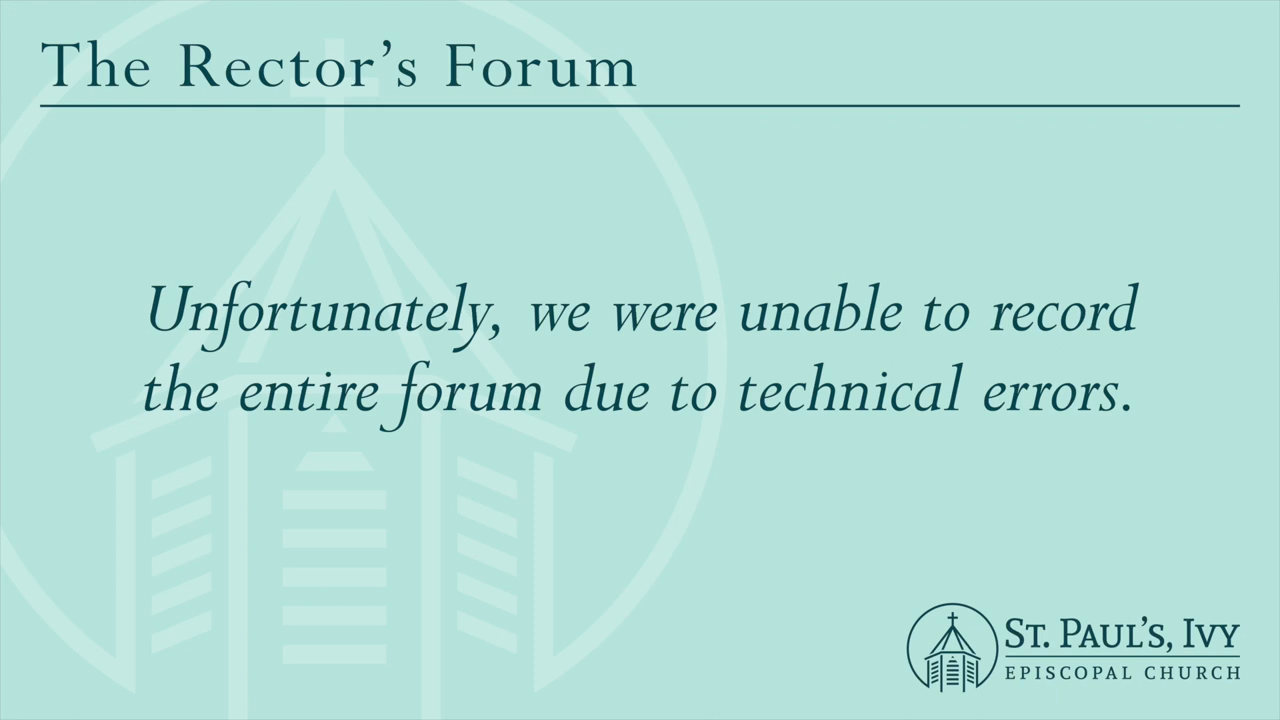 The Rector’s Forum
Unfortunately, we were unable to record
the entire forum due to technical errors.
St. Paul’s, Ivy
Episcopal Church